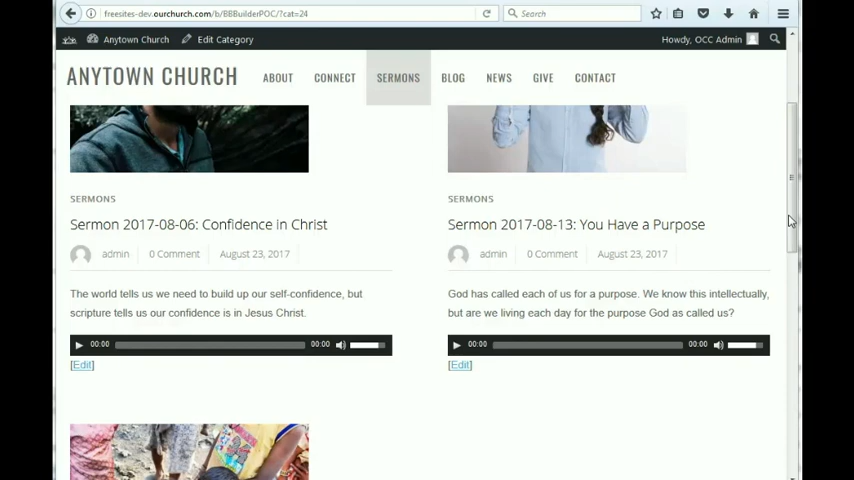 freesites-dev.ourchurch.com/b/BBBuilderPOC/?cat=24
Search
Anytown Church
Edit Category
Howdy, OCC Admin
ANYTOWN CHURCH
ABOUT
CONNECT
SERMONS
BLOG
NEWS
GIVE
CONTACT
SERMONS
Sermon 2017-08-06: Confidence in Christ
admin
0 Comment
August 23, 2017
The world tells us we need to build up our self-confidence, but
scripture tells us our confidence is in Jesus Christ.
00:00
00:00
[Edit]
SERMONS
Sermon 2017-08-13: You Have a Purpose
admin
0 Comment
August 23, 2017
God has called each of us for a purpose. We know this intellectually,
but are we living each day for the purpose God as called us?
00:00
00:00
[Edit]